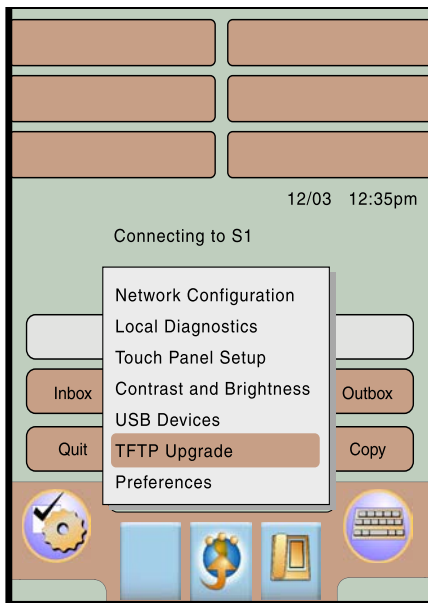 12/03 12:35pm
Connecting to S1
Network Configuration
Local Diagnostics
Touch Panel Setup
Inbox
Contrast and Brightness
Outbox
USB Devices
Quit
TFTP Upgrade
Copy
Preferences